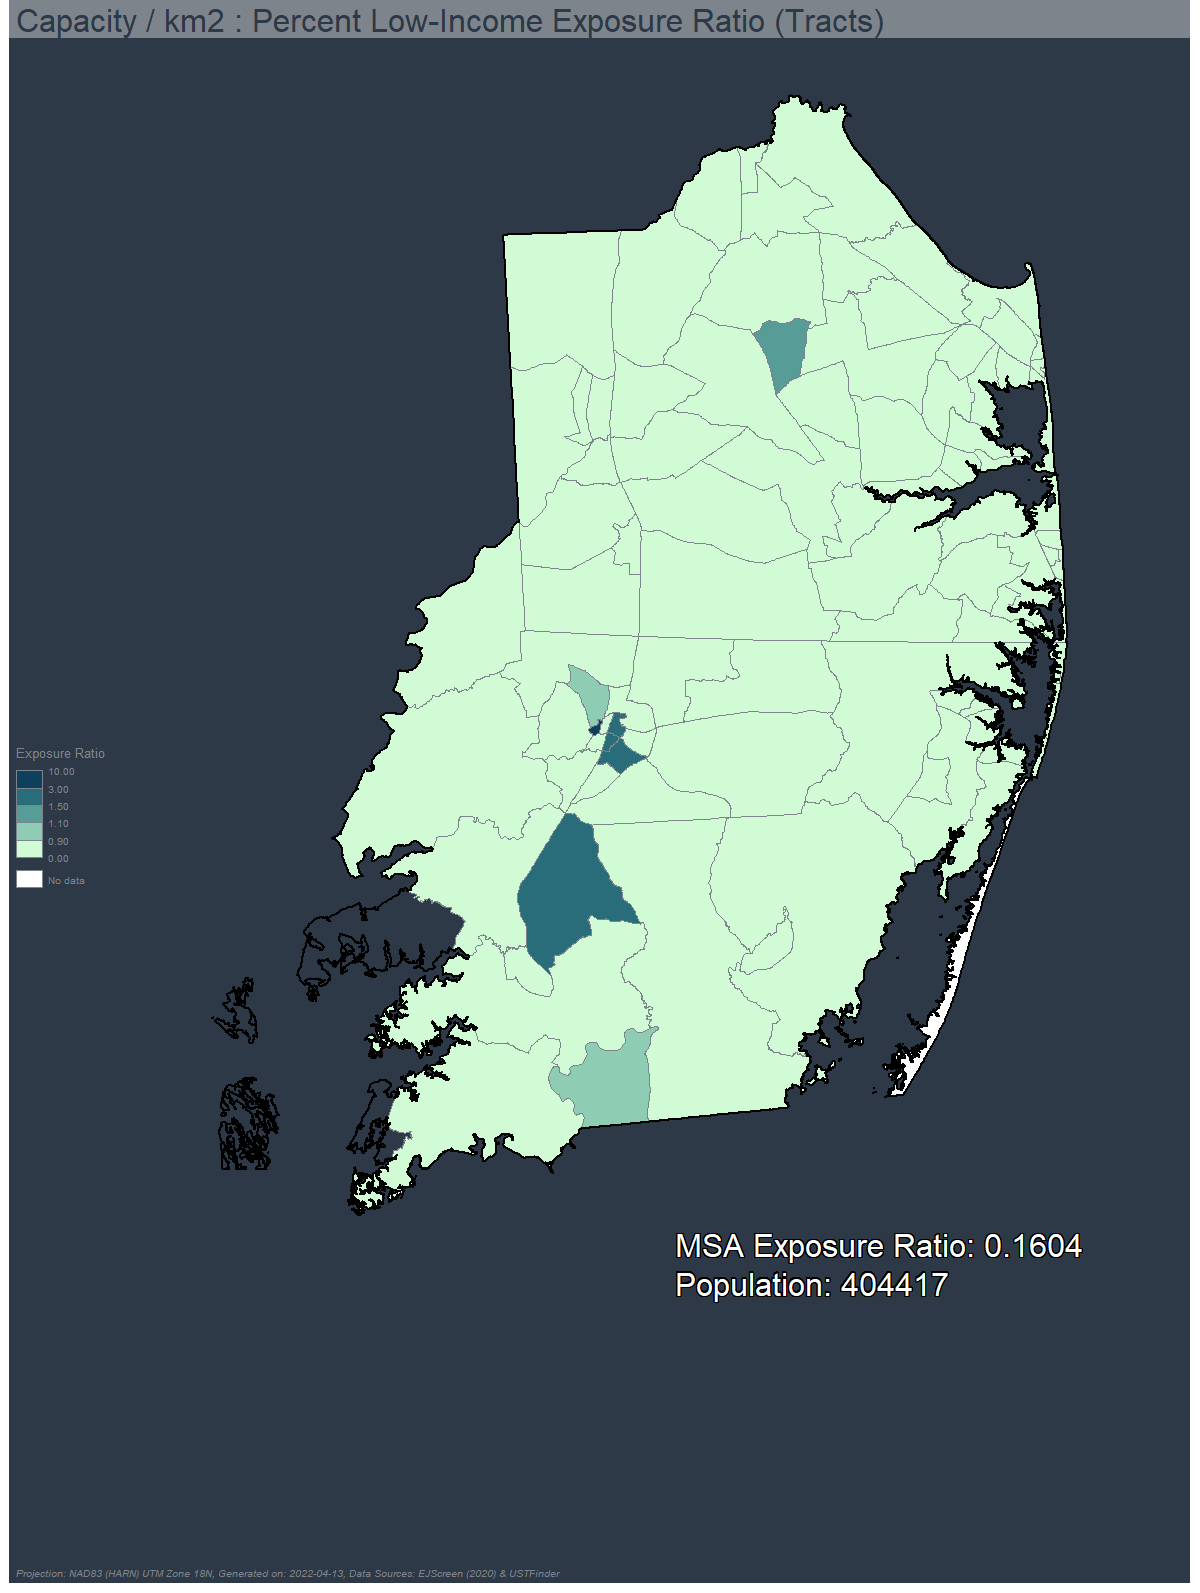 Capacity / km2 : Percent Low-Income Exposure Ratio (Tracts)
Exposure Ratio
10.00
3.00
1.50
1.10
0.90
0.00
No data
MSA Exposure Ratio: 0.1604
Population: 404417
Projection: NAD83 (HARN) UTM Zone 18N, Generated on: 2022-04-13, Data Sources: EJScreen (2020) & USTFinder